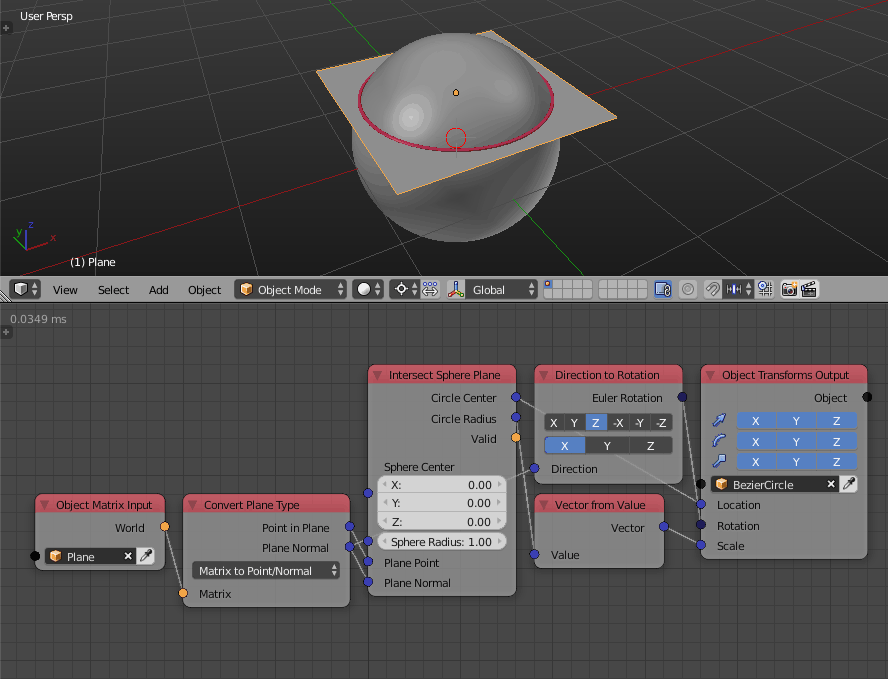 User Persp
z
y
x
(1) Plane
View Select Add Object Object Mode Global
0.0349 ms
Intersect Sphere Plane
Circle Center
Circle Radius
Valid
Sphere Center
X: 0.00
Y: 0.00
Z: 0.00
Sphere Radius: 1.00
Plane Point
Plane Normal
Direction to Rotation
Euler Rotation
X Y Z -X -Y -Z
X Y Z
Direction
Object Transforms Output
Object
X Y Z
X Y Z
X Y Z
BezierCircle
Location
Rotation
Scale
Object Matrix Input
World
Plane
Convert Plane Type
Point in Plane
Plane Normal
Matrix to Point/Normal
Matrix
Vector from Value
Vector
Value